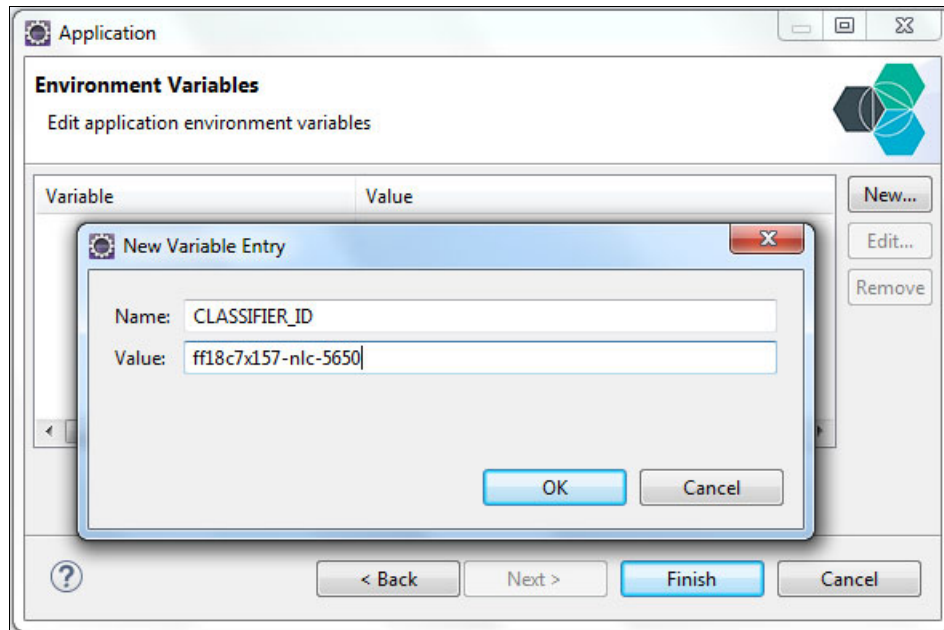 Application
Environment Variables
Edit application environment variables
Variable Value
New...
Edit...
Remove
New Variable Entry
Name: CLASSIFIER_ID
Value: ff18c7x157-nlc-5650
OK Cancel
? < Back Next > Finish Cancel